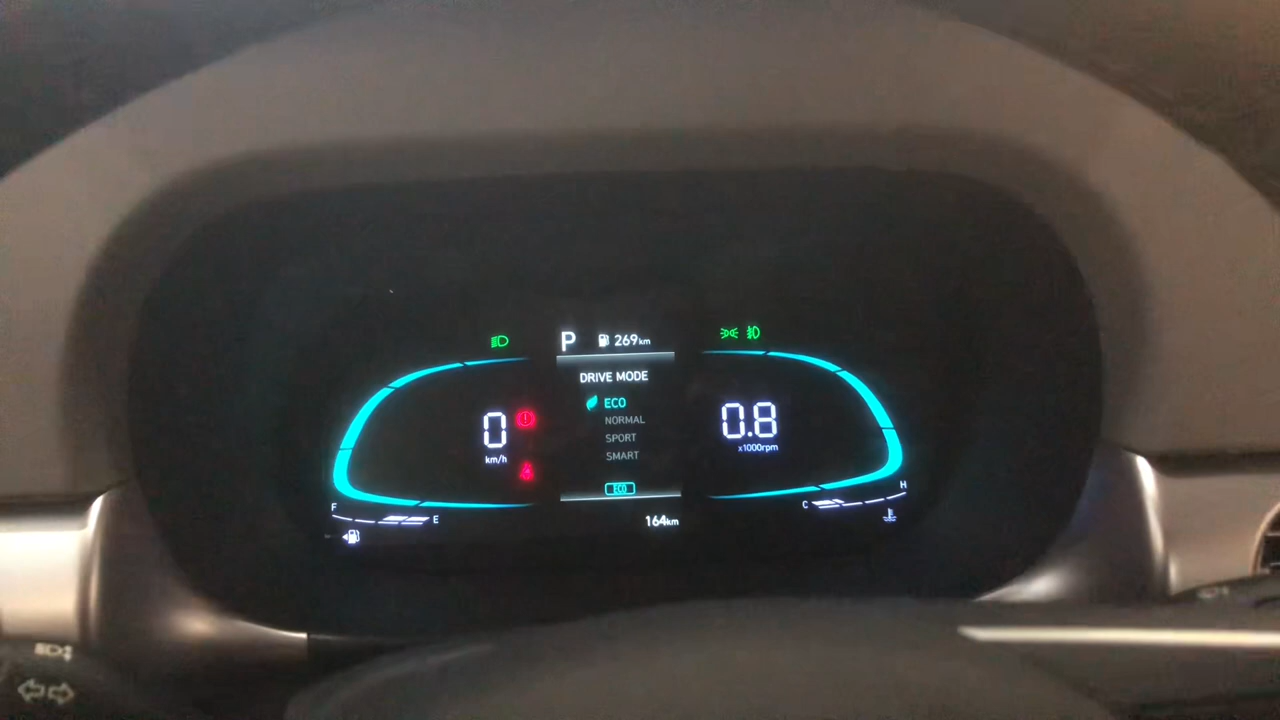 P 269km
DRIVE MODE
ECO
NORMAL
SPORT
SMART
ECO
0
km/h
0.8
x1000rpm
F E
C H
164km